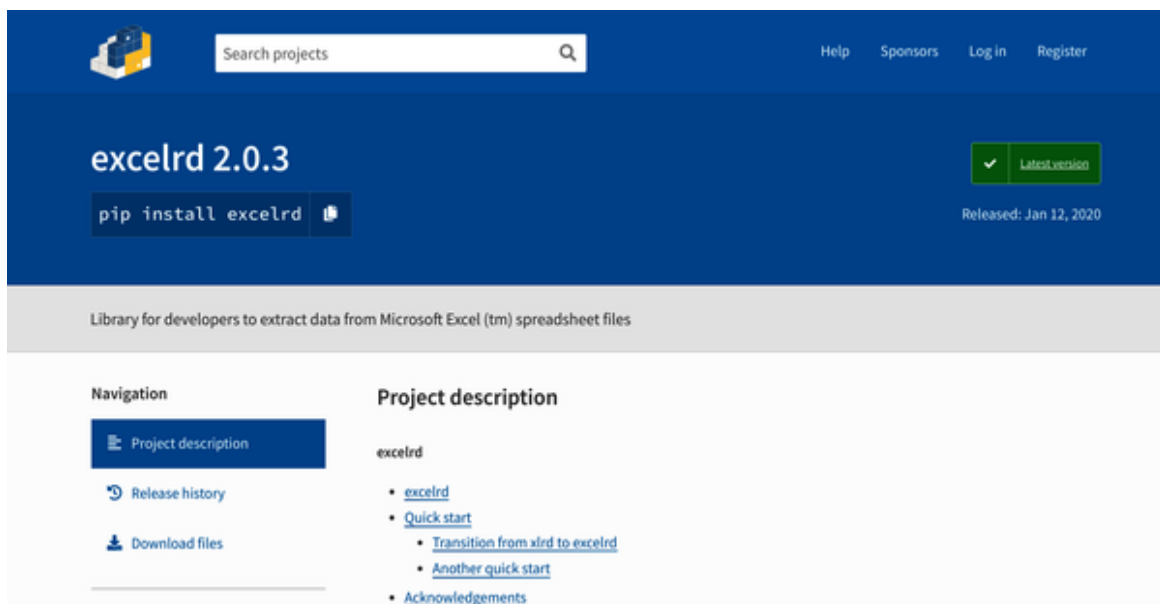 Search projects
Help Sponsors Log in Register
excelrd 2.0.3
Latest version
pip install excelrd
Released: Jan 12, 2020
Library for developers to extract data from Microsoft Excel (tm) spreadsheet files
Navigation
Project description
Release history
Download files
Project description
excelrd
excelrd
Quick start
Transition from xlrd to excelrd
Another quick start
Acknowledgements